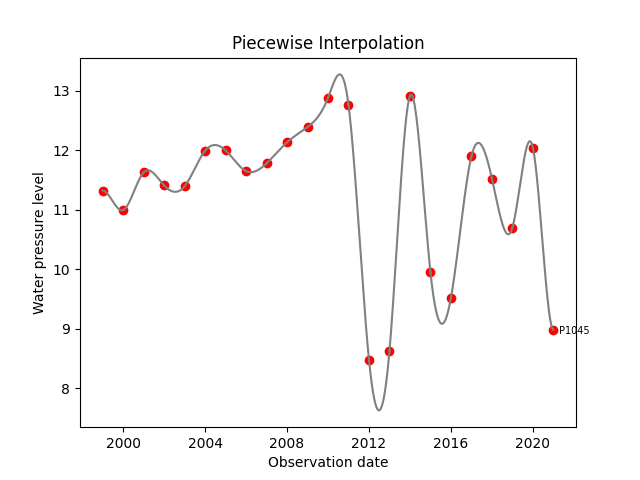 Piecewise Interpolation
Water pressure level
13
12
11
10
9
8
P1045
2000 2004 2008 2012 2016 2020
Observation date